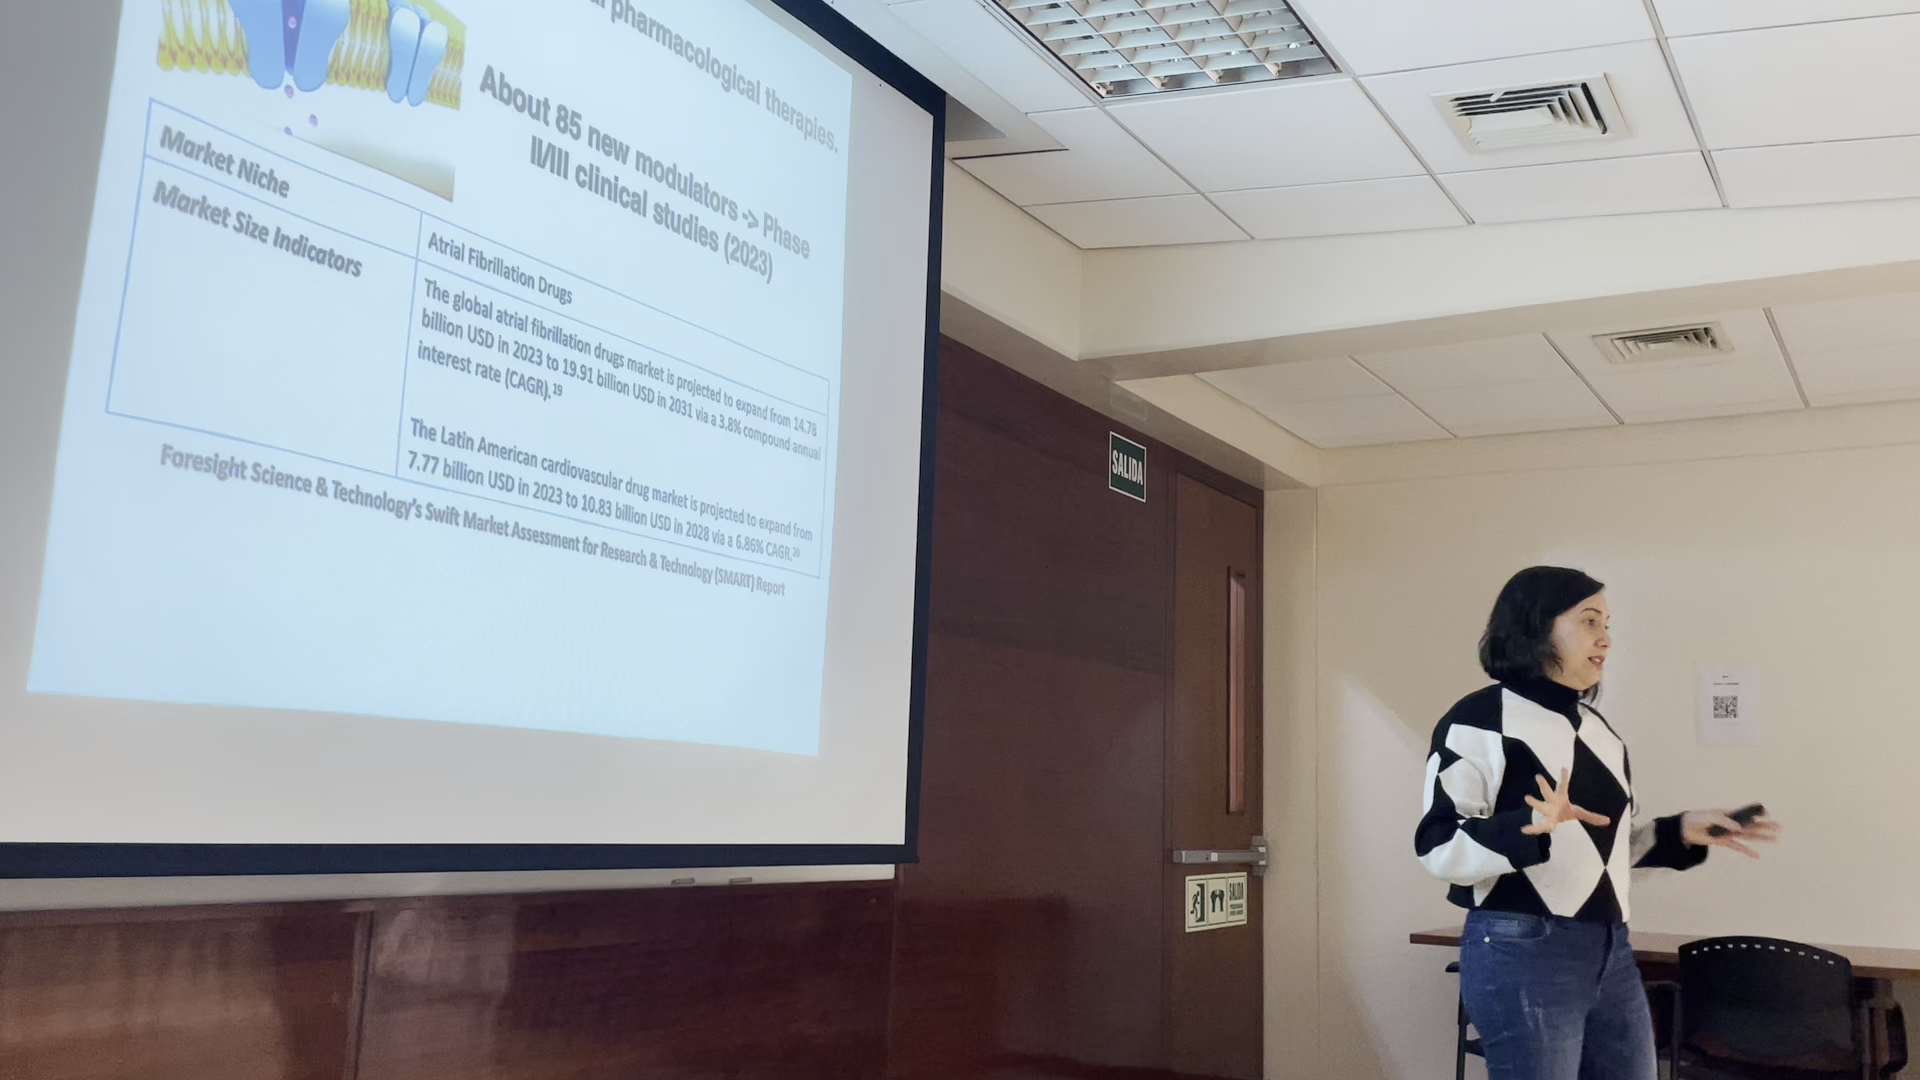 pharmacological therapies.
About 85 new modulators -> Phase
II/III clinical studies (2023)
Market Niche
Atrial Fibrillation Drugs
Market Size Indicators
The global atrial fibrillation drugs market is projected to expand from 14.78
billion USD in 2023 to 19.91 billion USD in 2031 via a 3.8% compound annual
interest rate (CAGR).19
The Latin American cardiovascular drug market is projected to expand from
7.77 billion USD in 2023 to 10.83 billion USD in 2028 via a 6.86% CAGR.20
Foresight Science & Technology's Swift Market Assessment for Research & Technology (SMART) Report
SALIDA
SALIDA